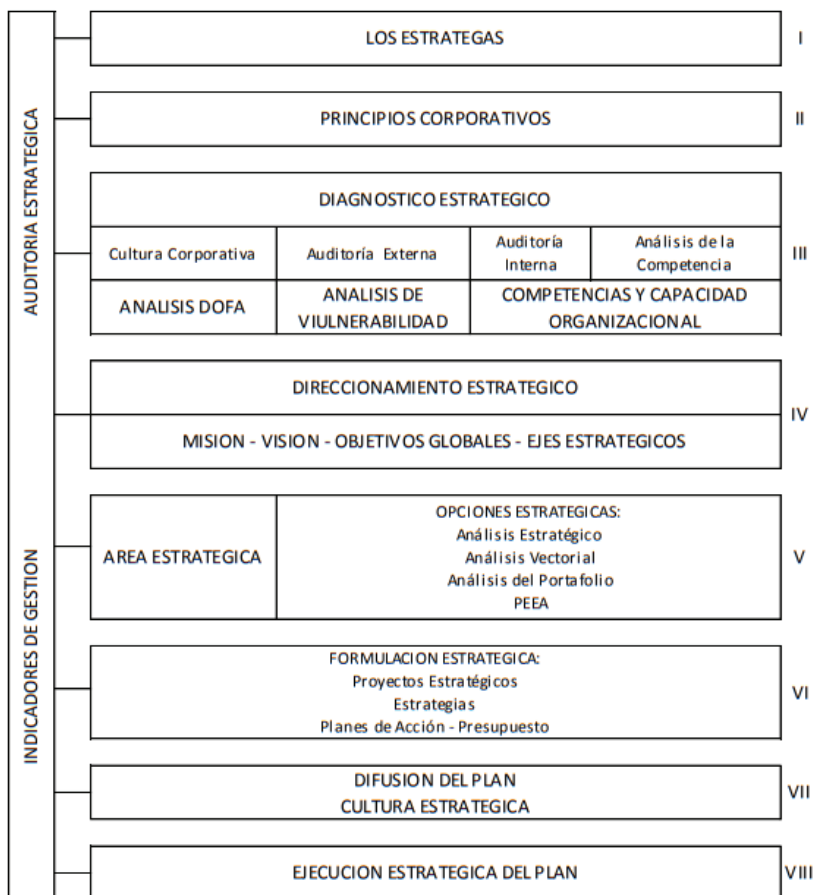 AUDITORIA ESTRATEGICA
INDICADORES DE GESTION
LOS ESTRATEGAS
I
PRINCIPIOS CORPORATIVOS
II
DIAGNOSTICO ESTRATEGICO
Cultura Corporativa
Auditoría Externa
Auditoría
Interna
Análisis de la
Competencia
III
ANALISIS DOFA
ANALISIS DE
VIULNERABILIDAD
COMPETENCIAS Y CAPACIDAD
ORGANIZACIONAL
DIRECCIONAMIENTO ESTRATEGICO
IV
MISION - VISION - OBJETIVOS GLOBALES - EJES ESTRATEGICOS
AREA ESTRATEGICA
OPCIONES ESTRATEGICAS:
Análisis Estratégico
Análisis Vectorial
Análisis del Portafolio
PEEA
V
FORMULACION ESTRATEGICA:
Proyectos Estratégicos
Estrategias
Planes de Acción - Presupuesto
VI
DIFUSION DEL PLAN
CULTURA ESTRATEGICA
VII
EJECUCION ESTRATEGICA DEL PLAN
VIII